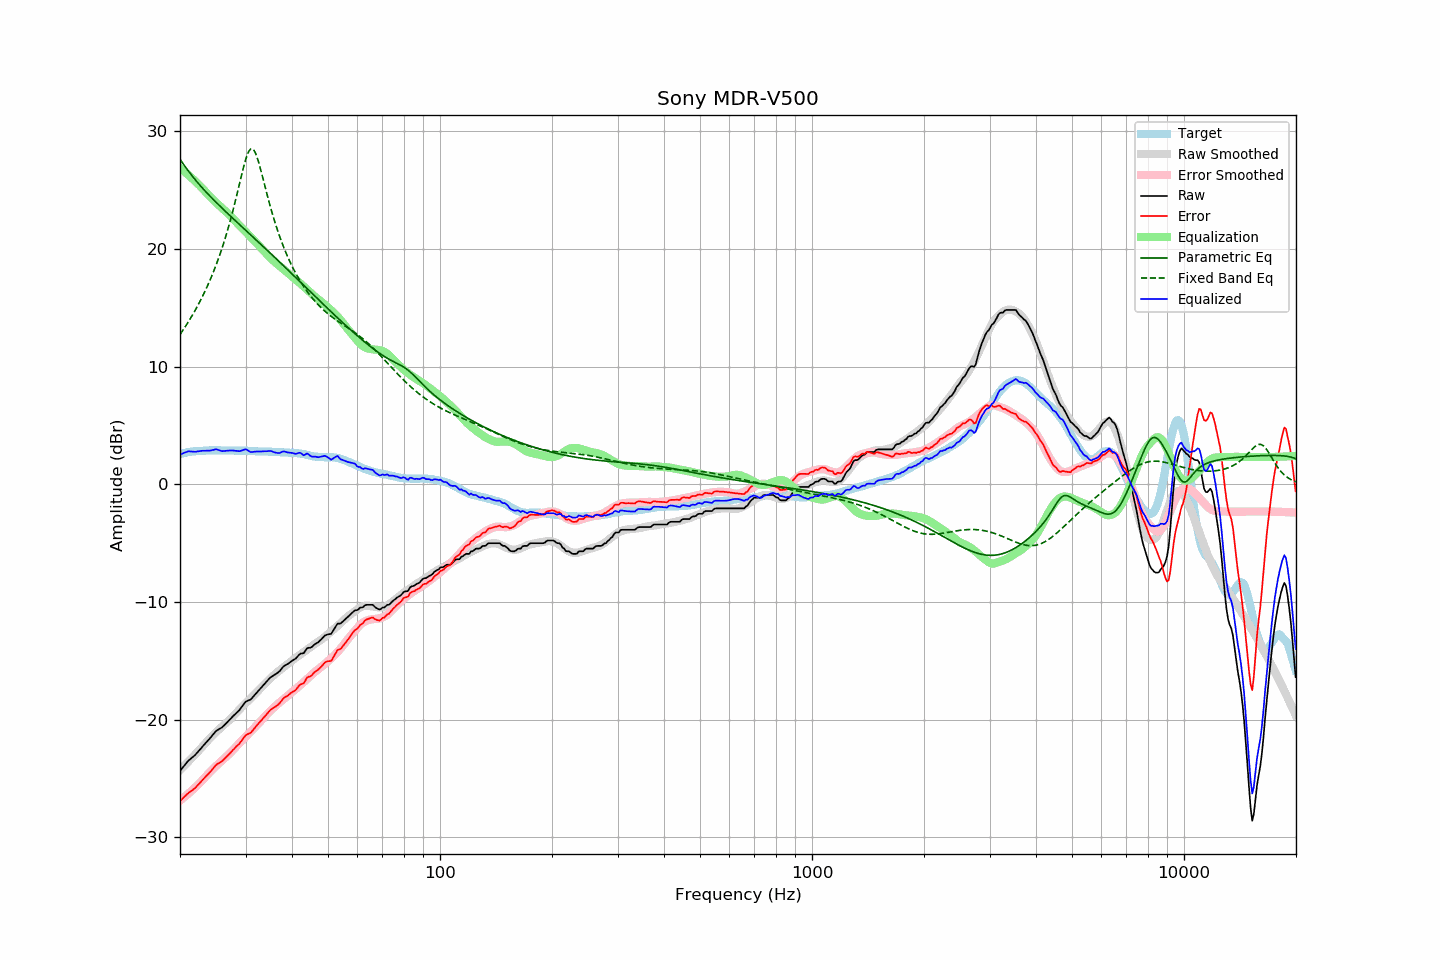 Sony MDR-V500
30
20
10
0
−10
−20
−30
Amplitude (dBr)
100
1000
10000
Frequency (Hz)
Target
Raw Smoothed
Error Smoothed
Raw
Error
Equalization
Parametric Eq
Fixed Band Eq
Equalized